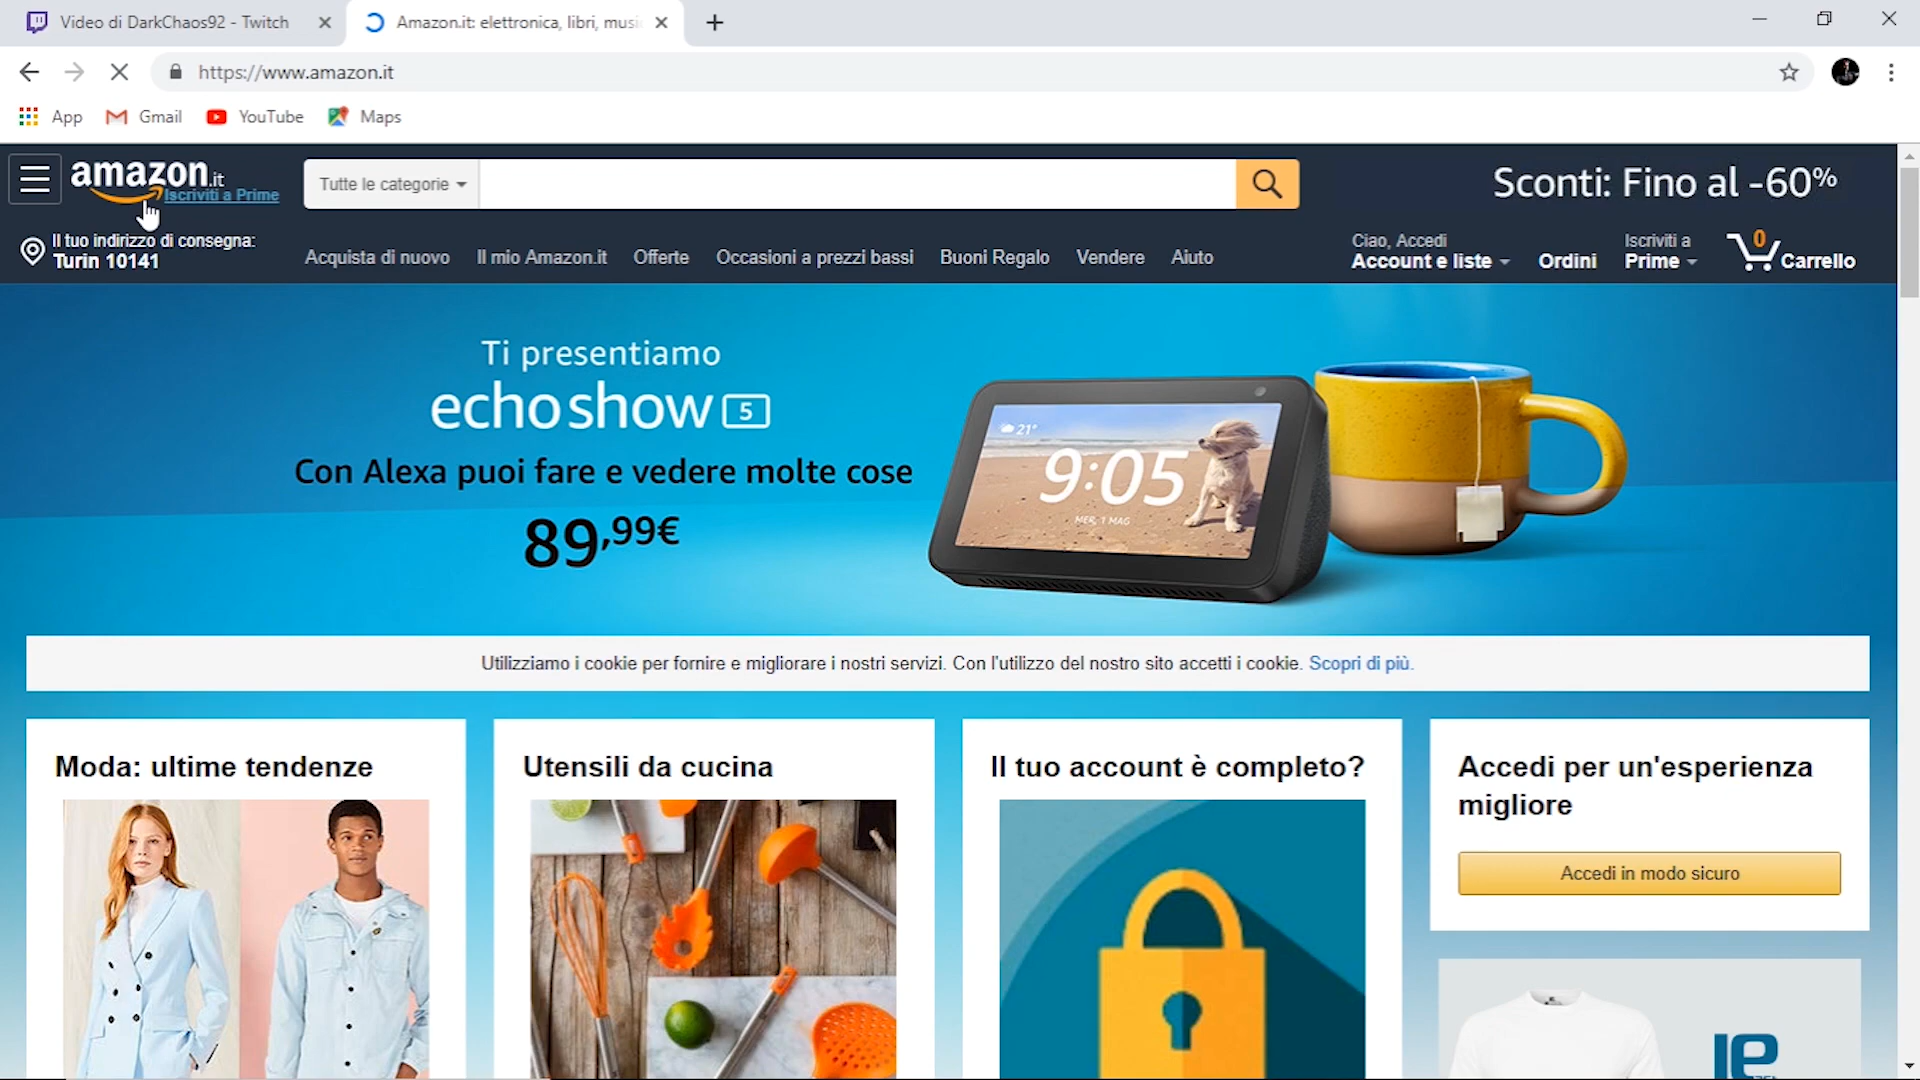 Video di DarkChaos92 - Twitch
Amazon.it: elettronica, libri, musi
https://www.amazon.it
App
Gmail
YouTube
Maps
amazon.it
Iscriviti a Prime
Tutte le categorie
Sconti: Fino al -60%
Il tuo indirizzo di consegna:
Turin 10141
Acquista di nuovo
Il mio Amazon.it
Offerte
Occasioni a prezzi bassi
Buoni Regalo
Vendere
Aiuto
Ciao, Accedi
Account e liste
Ordini
Iscriviti a
Prime
0
Carrello
Ti presentiamo
echo show 5
Con Alexa puoi fare e vedere molte cose
89,99€
21°
9:05
MER, 1 MAG
Utilizziamo i cookie per fornire e migliorare i nostri servizi. Con l'utilizzo del nostro sito accetti i cookie. Scopri di più.
Moda: ultime tendenze
Utensili da cucina
Il tuo account è completo?
Accedi per un'esperienza
migliore
Accedi in modo sicuro